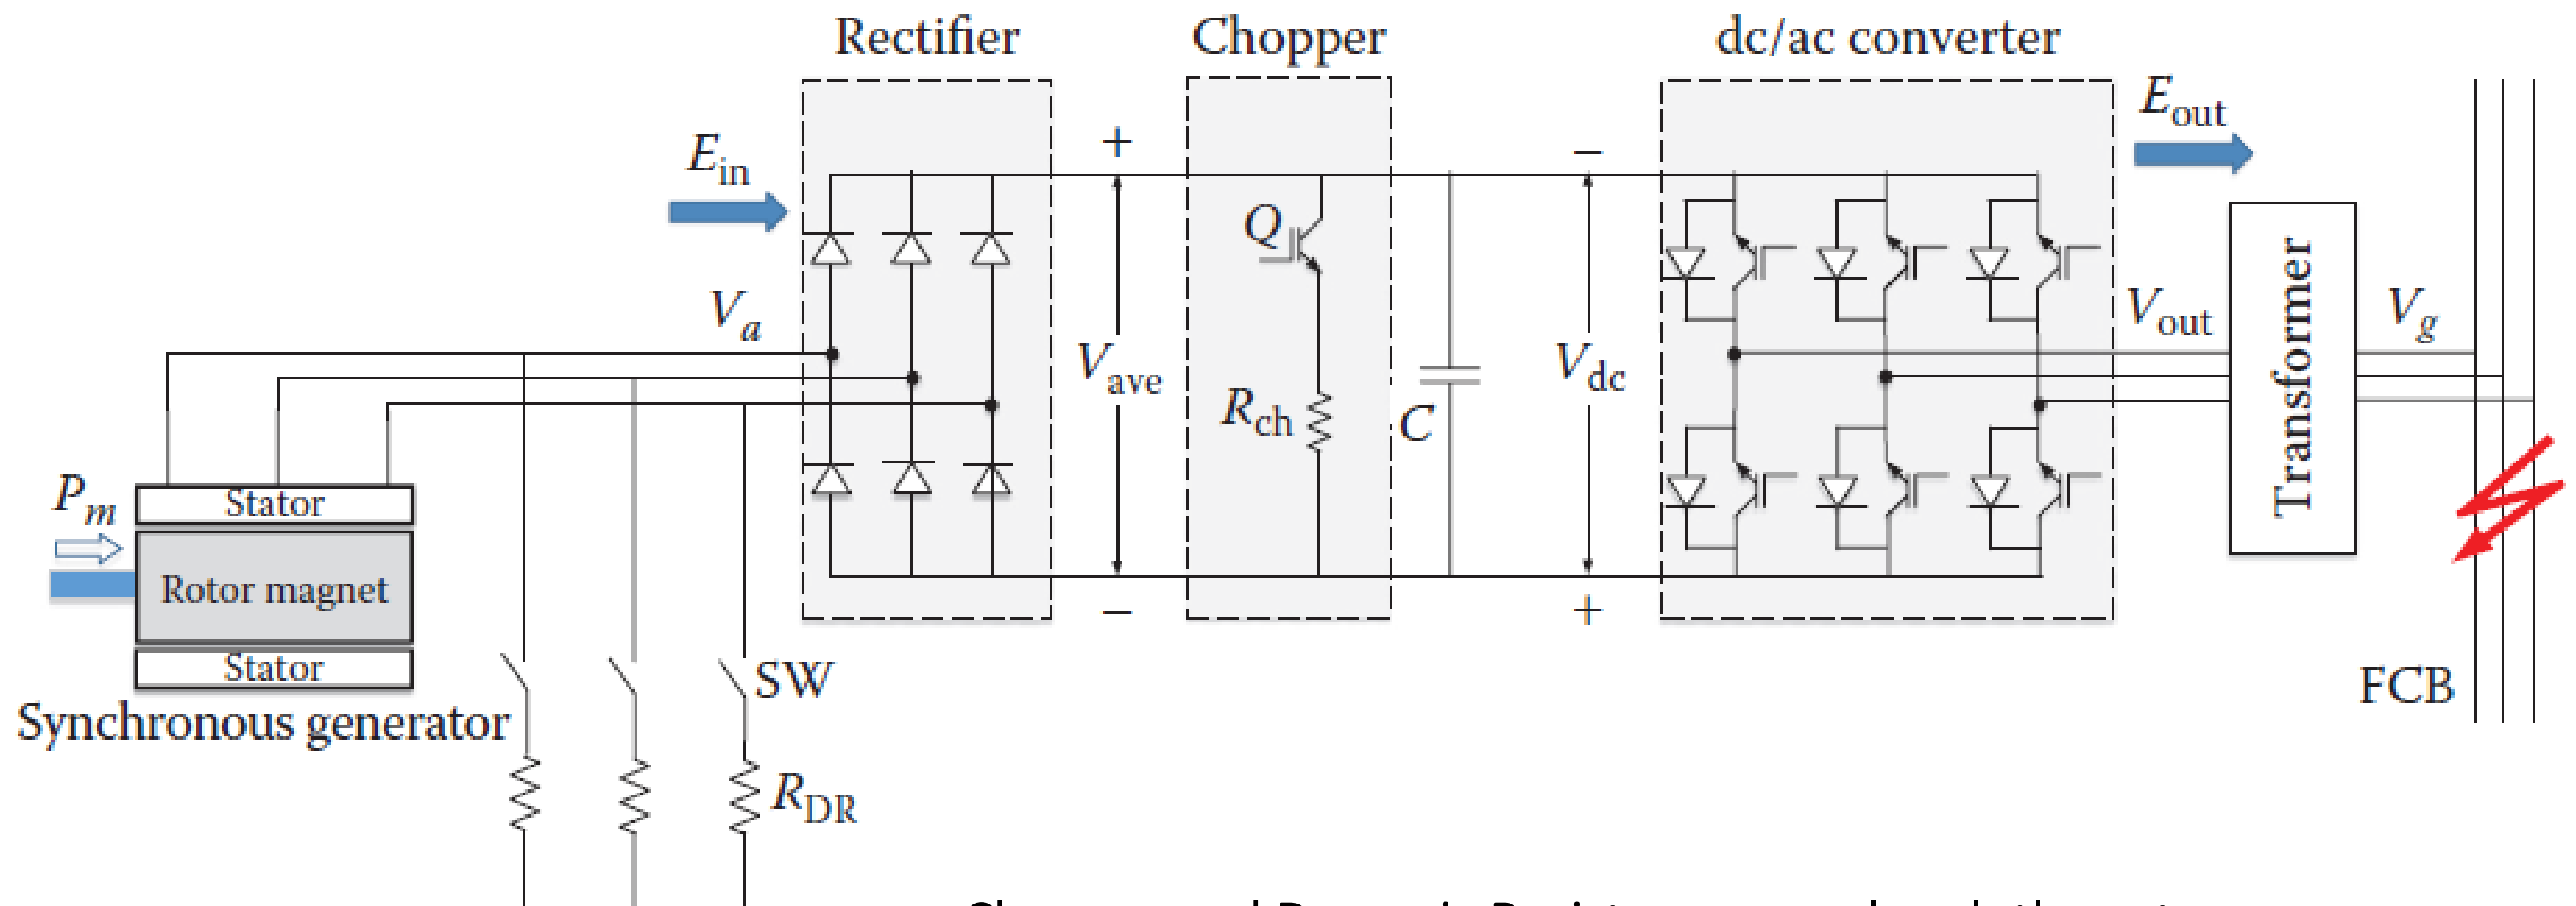 Rectifier
Chopper
dc/ac converter
E_in
E_out
+
−
Q
V_a
V_ave
R_ch
C
V_dc
V_out
V_g
Transformer
P_m
Stator
Rotor magnet
Stator
−
+
SW
FCB
Synchronous generator
R_DR